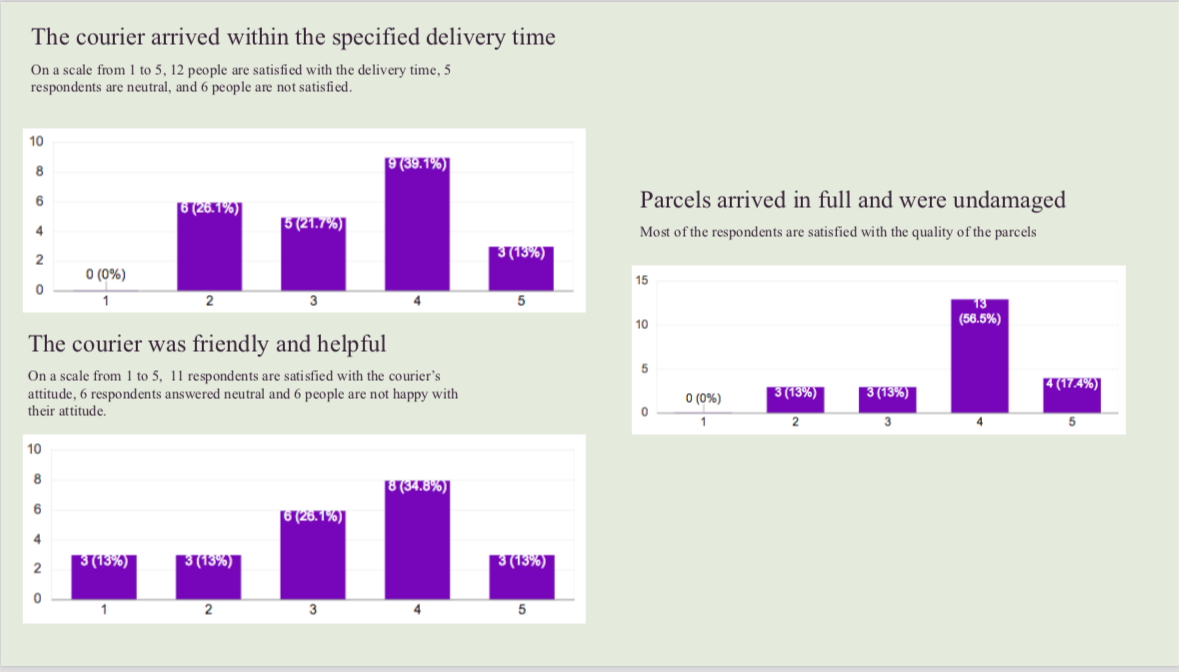 The courier arrived within the specified delivery time
On a scale from 1 to 5, 12 people are satisfied with the delivery time, 5
respondents are neutral, and 6 people are not satisfied.
10
8
6
4
2
0
0 (0%)
6 (26.1%)
5 (21.7%)
9 (39.1%)
3 (13%)
1 2 3 4 5
The courier was friendly and helpful
On a scale from 1 to 5, 11 respondents are satisfied with the courier's
attitude, 6 respondents answered neutral and 6 people are not happy with
their attitude.
10
8
6
4
2
0
3 (13%)
3 (13%)
6 (26.1%)
8 (34.8%)
3 (13%)
1 2 3 4 5
Parcels arrived in full and were undamaged
Most of the respondents are satisfied with the quality of the parcels
15
10
5
0
0 (0%)
3 (13%)
3 (13%)
13
(56.5%)
4 (17.4%)
1 2 3 4 5